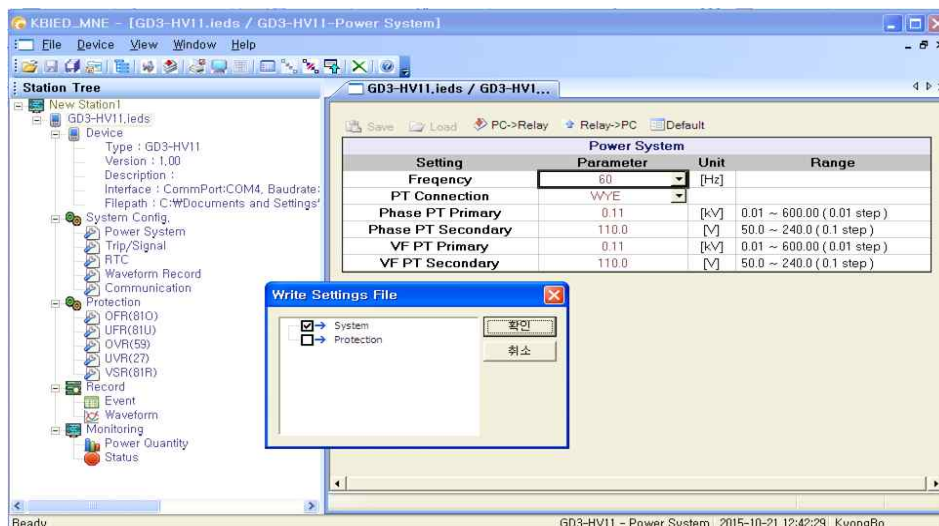 KBIED_MNE - [GD3-HV11.ieds / GD3-HV11-Power System]
File Device View Window Help
Station Tree
New Station1
GD3-HV11.ieds
Device
Type : GD3-HV11
Version : 1.00
Description :
Interface : CommPort:COM4, Baudrate:
Filepath : C:₩Documents and Settings
System Config.
Power System
Trip/Signal
RTC
Waveform Record
Communication
Protection
OFR(81O)
UFR(81U)
OVR(59)
UVR(27)
VSR(81R)
Record
Event
Waveform
Monitoring
Power Quantity
Status
GD3-HV11.ieds / GD3-HV1...
Save Load PC->Relay Relay->PC Default
Power System
Setting Parameter Unit Range
Freqency 60 [Hz]
PT Connection WYE
Phase PT Primary 0.11 [kV] 0.01 ~ 600.00 ( 0.01 step )
Phase PT Secondary 110.0 [V] 50.0 ~ 240.0 ( 0.1 step )
VF PT Primary 0.11 [kV] 0.01 ~ 600.00 ( 0.01 step )
VF PT Secondary 110.0 [V] 50.0 ~ 240.0 ( 0.1 step )
Write Settings File
System
Protection
확인
취소
Ready GD3-HV11 - Power System 2015-10-21 12:42:29 KyongBo